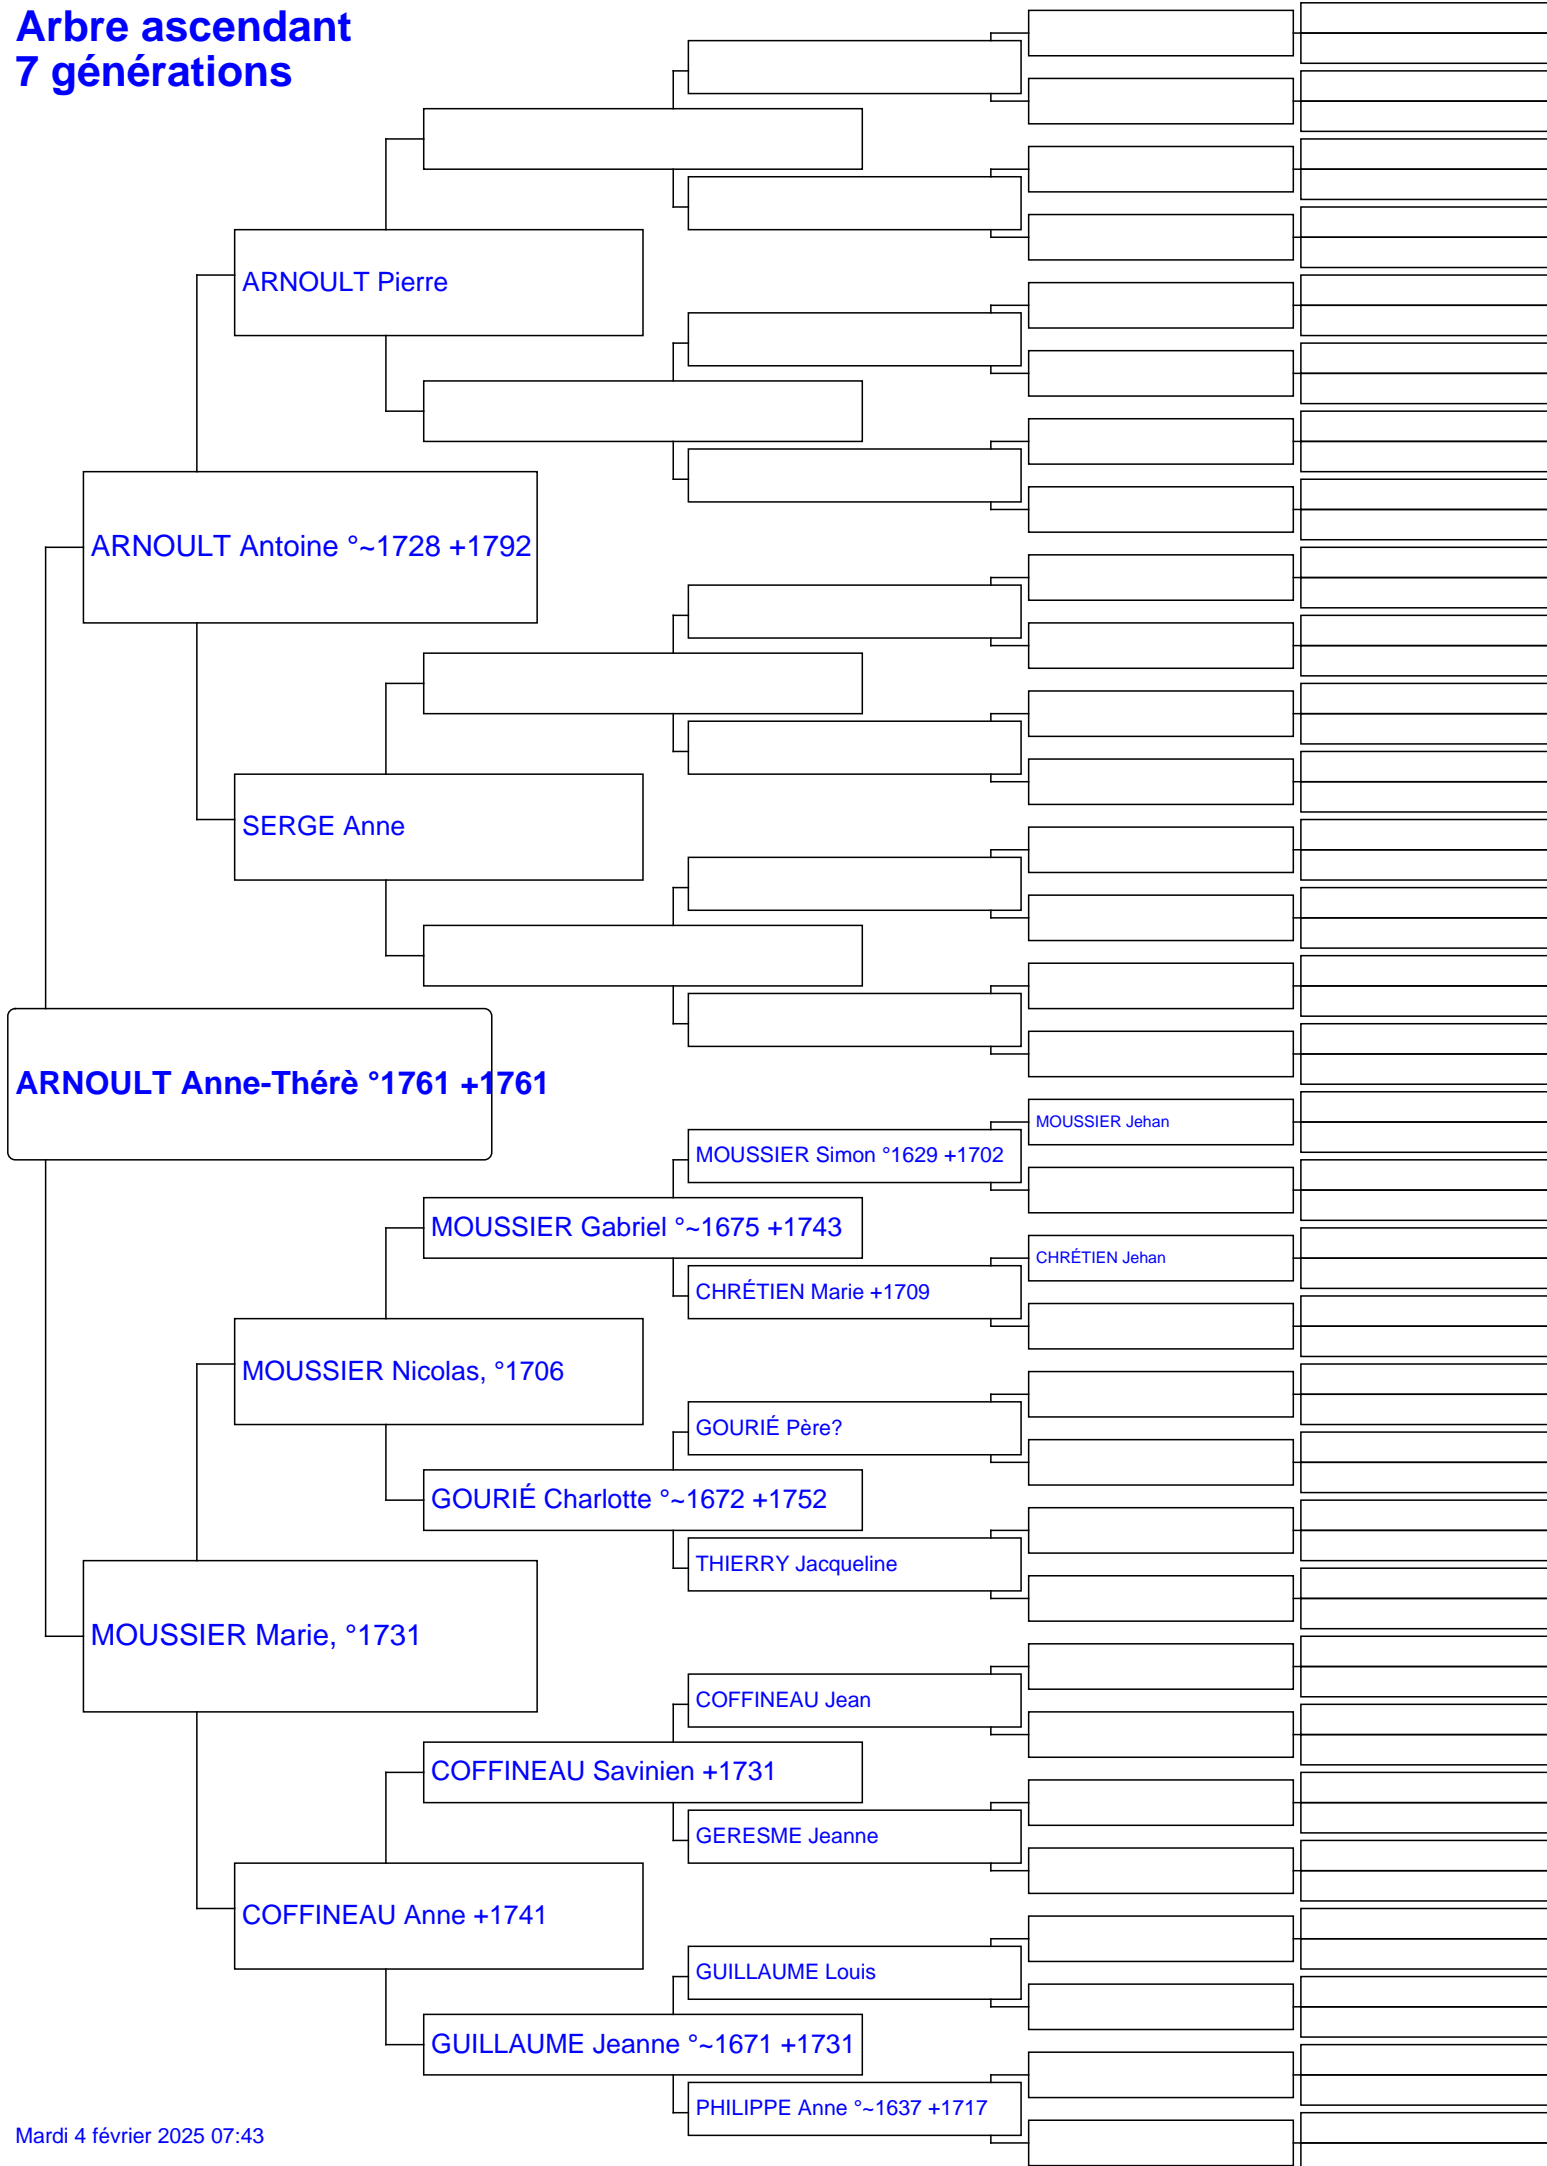 Arbre ascendant
7 générations
ARNOULT Pierre
ARNOULT Antoine °~1728 +1792
SERGE Anne
ARNOULT Anne-Thérè °1761 +1761
MOUSSIER Jehan
MOUSSIER Simon °1629 +1702
MOUSSIER Gabriel °~1675 +1743
CHRÉTIEN Jehan
CHRÉTIEN Marie +1709
MOUSSIER Nicolas, °1706
GOURIÉ Père?
GOURIÉ Charlotte °~1672 +1752
THIERRY Jacqueline
MOUSSIER Marie, °1731
COFFINEAU Jean
COFFINEAU Savinien +1731
GERESME Jeanne
COFFINEAU Anne +1741
GUILLAUME Louis
GUILLAUME Jeanne °~1671 +1731
PHILIPPE Anne °~1637 +1717
Mardi 4 février 2025 07:43